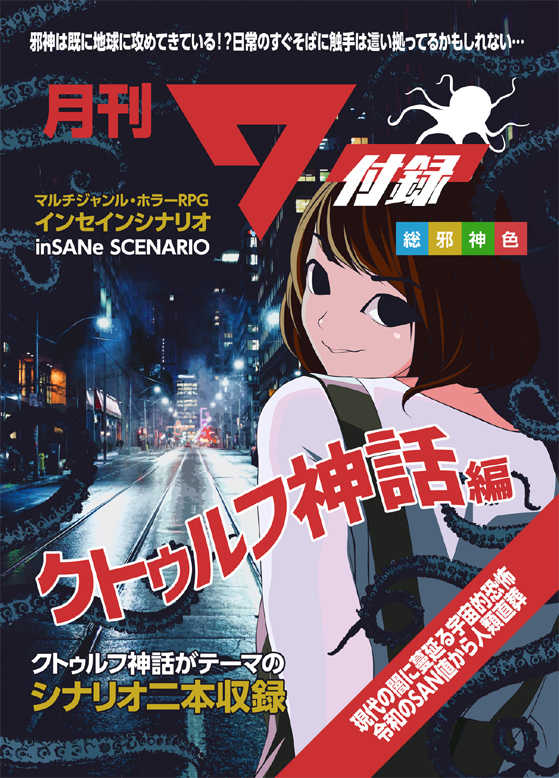 邪神は既に地球に攻めてきている！？日常のすぐそばに触手は這い拠ってるかもしれない…
月刊
ワ
付録
マルチジャンル・ホラーRPG
インセインシナリオ
inSANe SCENARIO
総邪神色
クトゥルフ神話編
クトゥルフ神話がテーマの
シナリオ二本収録
現代の闇に蔓延る宇宙的恐怖
令和のSAN値から人類直葬